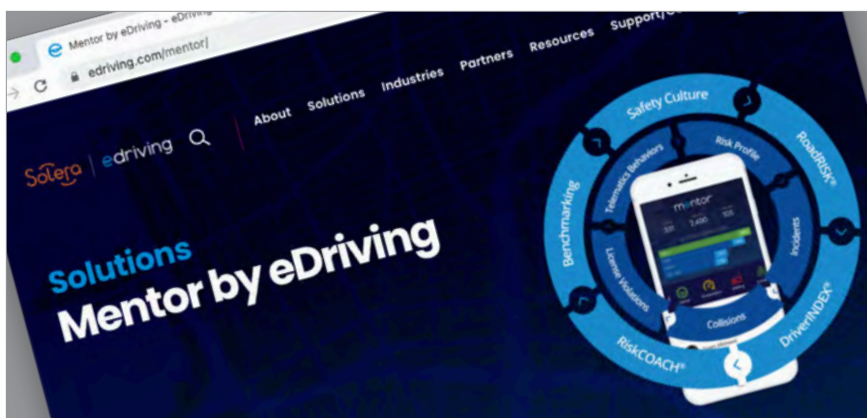 Mentor by eDriving - eDriving
edriving.com/mentor/
Solera | edriving
About Solutions Industries Partners Resources
Solutions
Mentor by eDriving
Safety Culture
RoadRISK®
DriverINDEX®
RiskCOACH®
Benchmarking
Telematics Behaviors
Risk Profile
Incidents
Collisions
License Violations
mentor